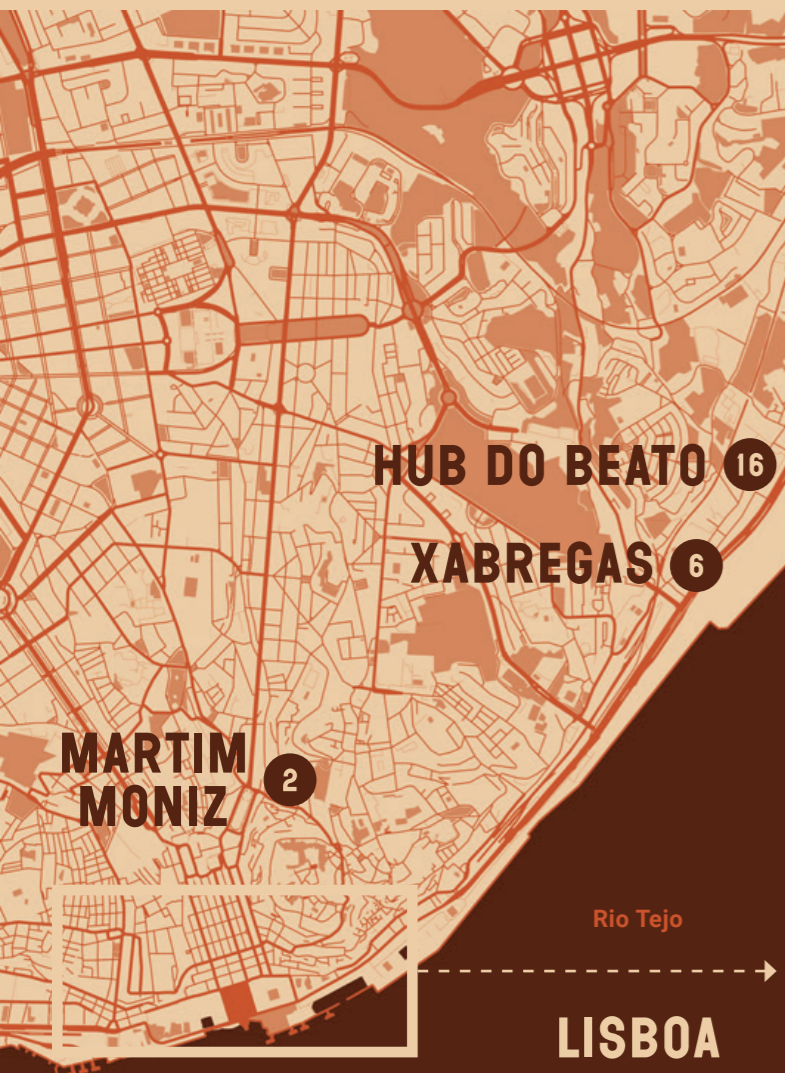 HUB DO BEATO 16
XABREGAS 6
MARTIM
MONIZ 2
Rio Tejo
LISBOA